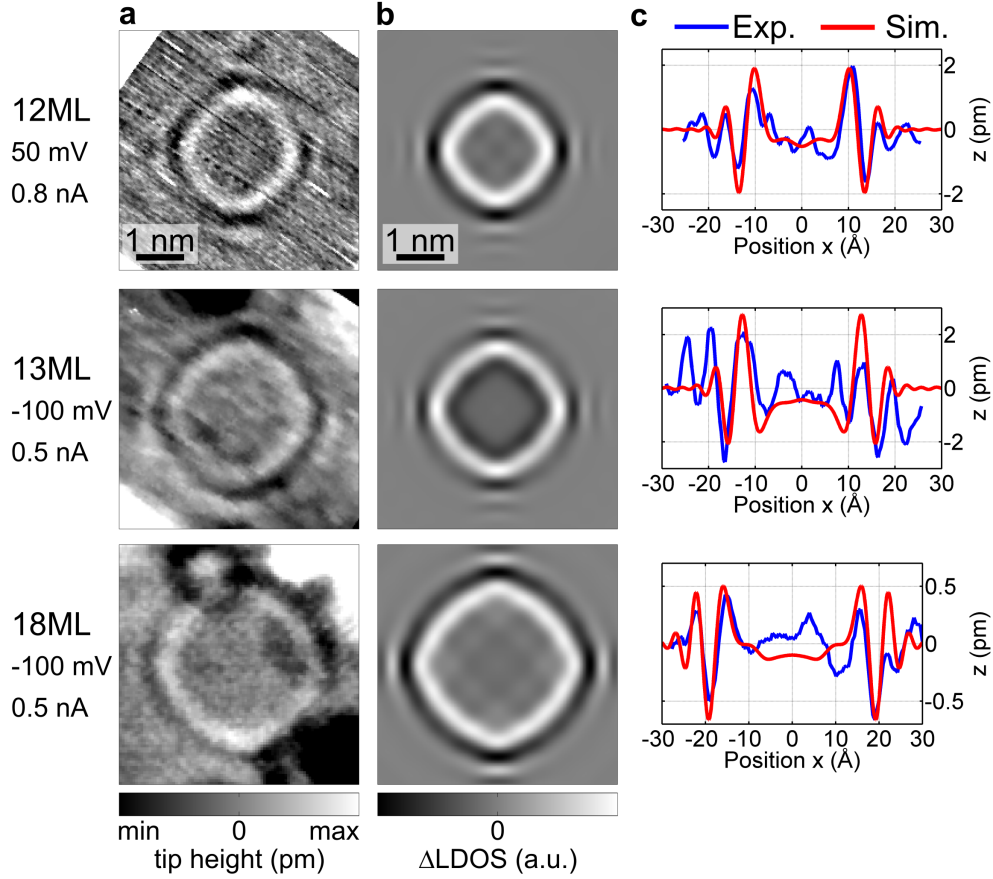 a
b
c
Exp.
Sim.
12ML
50 mV
0.8 nA
1 nm
1 nm
2
0
-2
z (pm)
-30 -20 -10 0 10 20 30
Position x (Å)
13ML
-100 mV
0.5 nA
2
0
-2
z (pm)
-30 -20 -10 0 10 20 30
Position x (Å)
18ML
-100 mV
0.5 nA
0.5
0
-0.5
z (pm)
-30 -20 -10 0 10 20 30
Position x (Å)
min 0 max
tip height (pm)
0
ΔLDOS (a.u.)